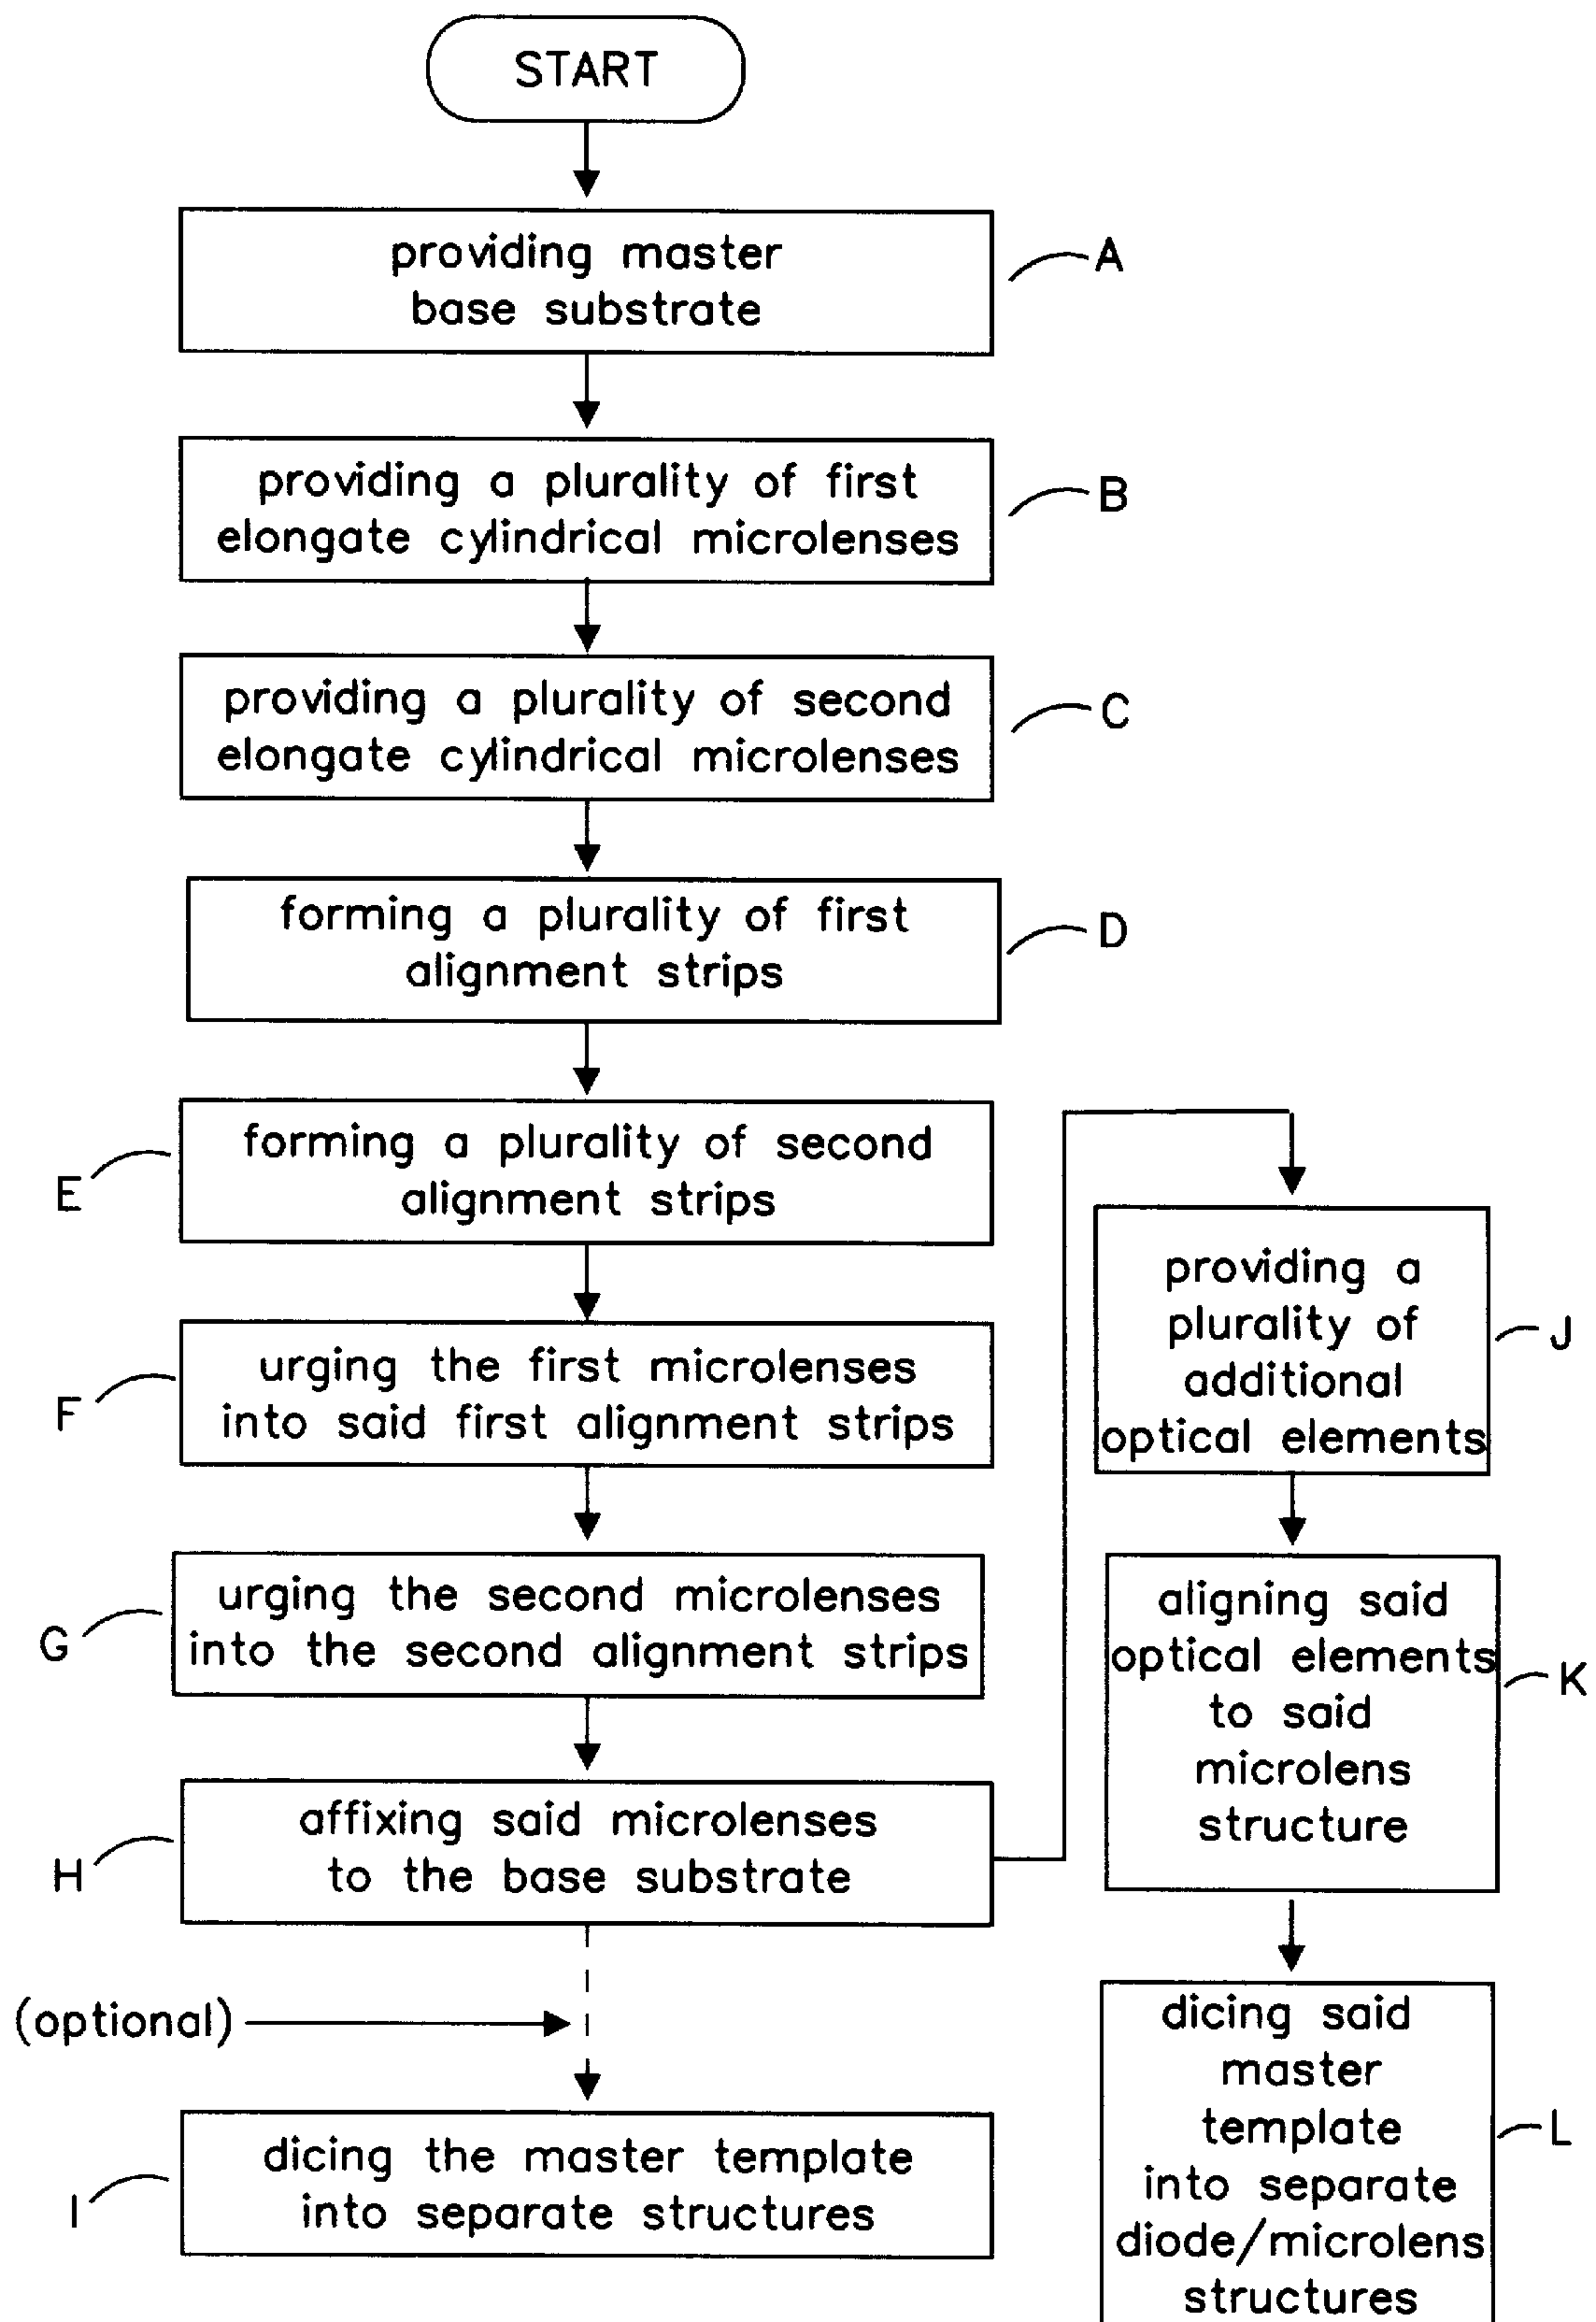 START
providing master
base substrate
A
providing a plurality of first
elongate cylindrical microlenses
B
providing a plurality of second
elongate cylindrical microlenses
C
forming a plurality of first
alignment strips
D
forming a plurality of second
alignment strips
E
urging the first microlenses
into said first alignment strips
F
urging the second microlenses
into the second alignment strips
G
affixing said microlenses
to the base substrate
H
(optional)
dicing the master template
into separate structures
I
providing a
plurality of
additional
optical elements
J
aligning said
optical elements
to said
microlens
structure
K
dicing said
master
template
into separate
diode/microlens
structures
L